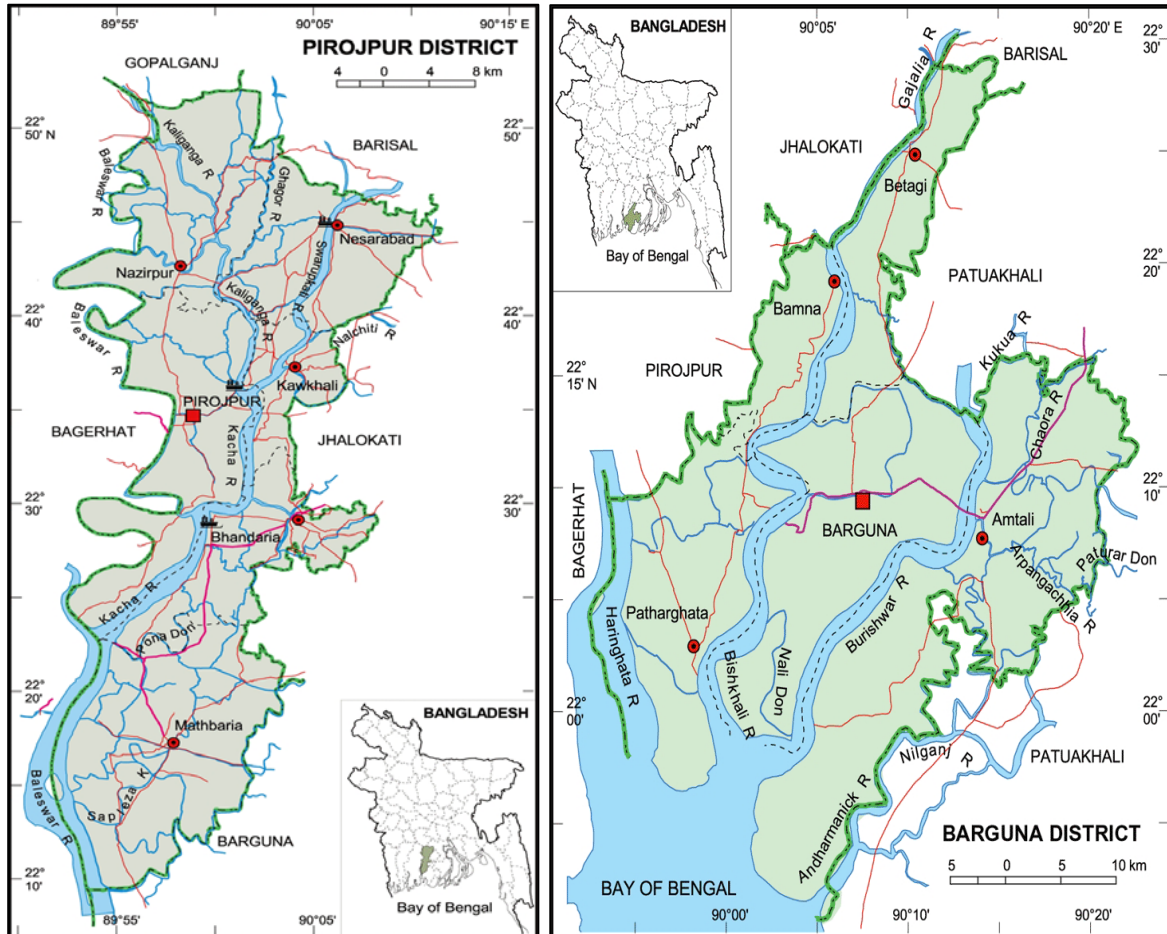 89°55'
90°05'
90°15' E
PIROJPUR DISTRICT
4 0 4 8 km
GOPALGANJ
22°
50' N
22°
50'
BARISAL
Kaliganga R
Baleswar R
Ghagor R
Nesarabad
Swarupkali R
Nazirpur
Kaliganga R
22°
40'
22°
40'
Baleswar R
Nalchiti R
Kawkhali
PIROJPUR
BAGERHAT
Kacha R
JHALOKATI
22°
30'
22°
30'
Bhandaria
Kacha R
Pona Don
22°
20'
Mathbaria
BANGLADESH
Sapleza K
Baleswar R
BARGUNA
22°
10'
Bay of Bengal
89°55'
90°05'
90°05'
90°20' E
22°
30'
BANGLADESH
Bay of Bengal
Gajalia R
BARISAL
JHALOKATI
Betagi
22°
20'
PATUAKHALI
Bamna
Kukua R
PIROJPUR
22°
15' N
Chaora R
22°
10'
BAGERHAT
BARGUNA
Amtali
Arpangachhia R
Paturar Don
Haringhata R
Patharghata
Burishwar R
Bishkhali R
Nali Don
22°
00'
22°
00'
Nilganj R
PATUAKHALI
Andharmanick R
BARGUNA DISTRICT
5 0 5 10 km
BAY OF BENGAL
90°00'
90°10'
90°20'